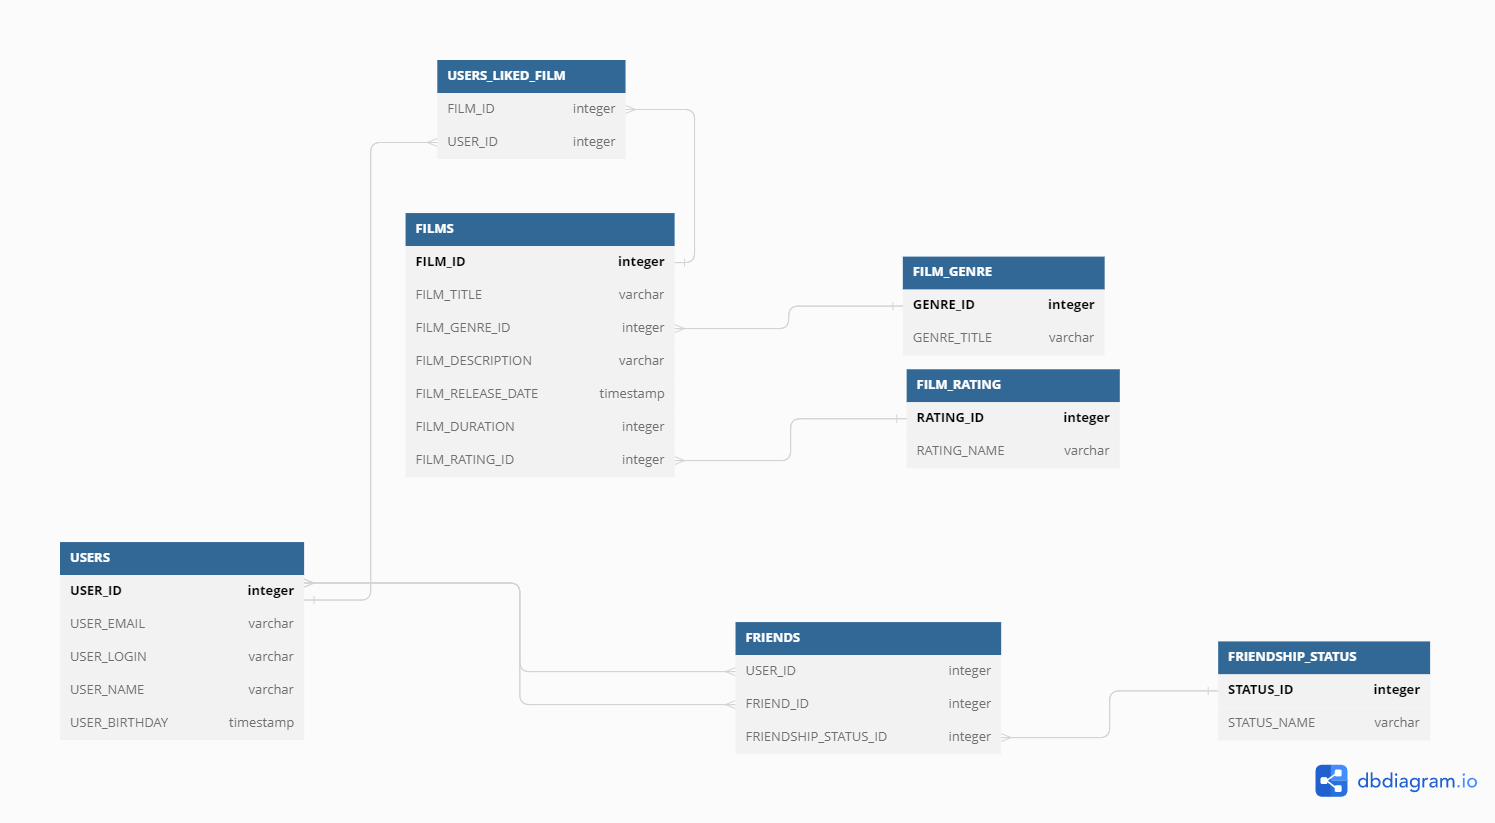 USERS_LIKED_FILM
FILM_ID integer
USER_ID integer
FILMS
FILM_ID integer
FILM_TITLE varchar
FILM_GENRE_ID integer
FILM_DESCRIPTION varchar
FILM_RELEASE_DATE timestamp
FILM_DURATION integer
FILM_RATING_ID integer
FILM_GENRE
GENRE_ID integer
GENRE_TITLE varchar
FILM_RATING
RATING_ID integer
RATING_NAME varchar
USERS
USER_ID integer
USER_EMAIL varchar
USER_LOGIN varchar
USER_NAME varchar
USER_BIRTHDAY timestamp
FRIENDS
USER_ID integer
FRIEND_ID integer
FRIENDSHIP_STATUS_ID integer
FRIENDSHIP_STATUS
STATUS_ID integer
STATUS_NAME varchar
dbdiagram.io